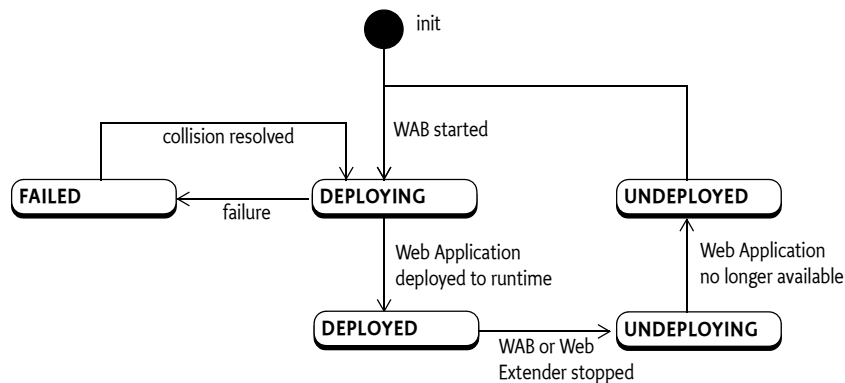 init
WAB started
collision resolved
FAILED
DEPLOYING
UNDEPLOYED
failure
Web Application
deployed to runtime
Web Application
no longer available
DEPLOYED
UNDEPLOYING
WAB or Web
Extender stopped